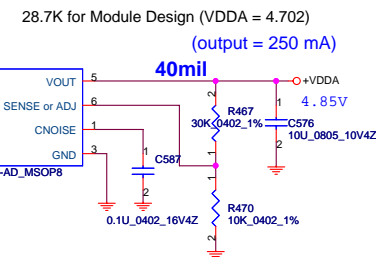 28.7K for Module Design (VDDA = 4.702)
(output = 250 mA)
40mil
VOUT 5
+VDDA
4.85V
SENSE or ADJ 6
2
R467
30K_0402_1%
1
1
C576
10U_0805_10V4Z
2
CNOISE 1
GND 3
-AD_MSOP8
1
C587
2
0.1U_0402_16V4Z
1
R470
10K_0402_1%
2